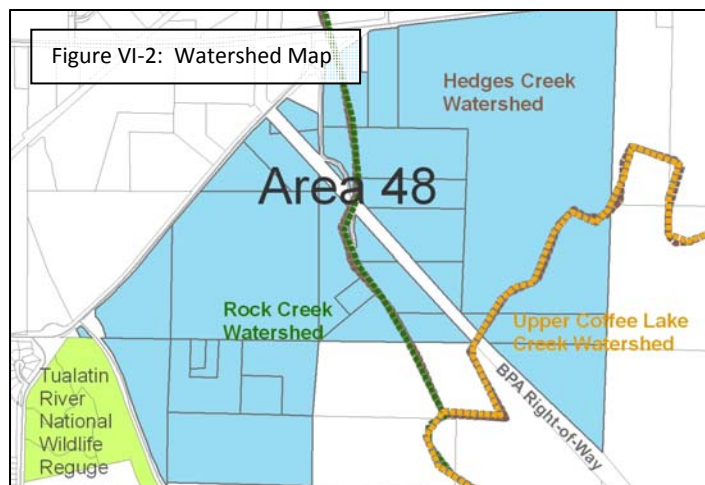 Figure VI-2:  Watershed Map
Hedges Creek
Watershed
Area 48
Rock Creek
Watershed
Upper Coffee Lake
Creek Watershed
BPA Right-of-Way
Tualatin
River
National
Wildlife
Reguge